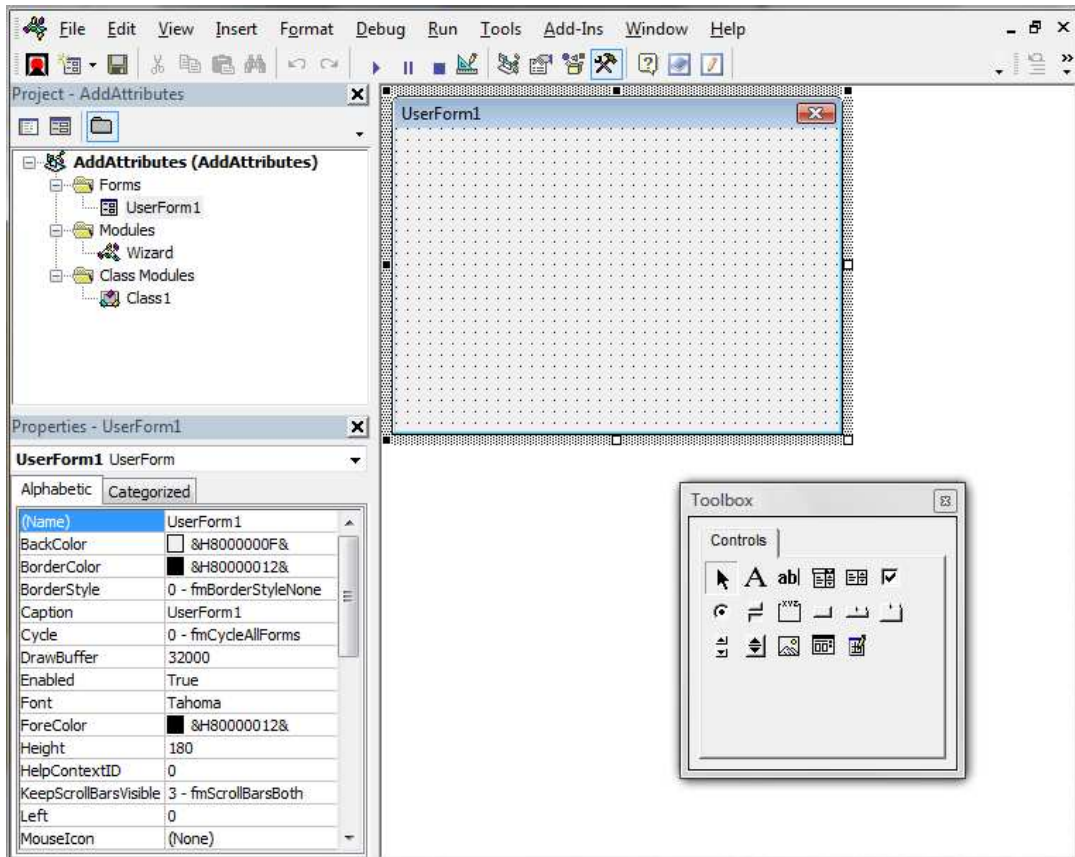 File Edit View Insert Format Debug Run Tools Add-Ins Window Help
Project - AddAttributes
AddAttributes (AddAttributes)
Forms
UserForm1
Modules
Wizard
Class Modules
Class1
Properties - UserForm1
UserForm1 UserForm
Alphabetic Categorized
(Name) UserForm1
BackColor &H8000000F&
BorderColor &H80000012&
BorderStyle 0 - fmBorderStyleNone
Caption UserForm1
Cycle 0 - fmCycleAllForms
DrawBuffer 32000
Enabled True
Font Tahoma
ForeColor &H80000012&
Height 180
HelpContextID 0
KeepScrollBarsVisible 3 - fmScrollBarsBoth
Left 0
MouseIcon (None)
UserForm1
Toolbox
Controls
A abl
XYZ